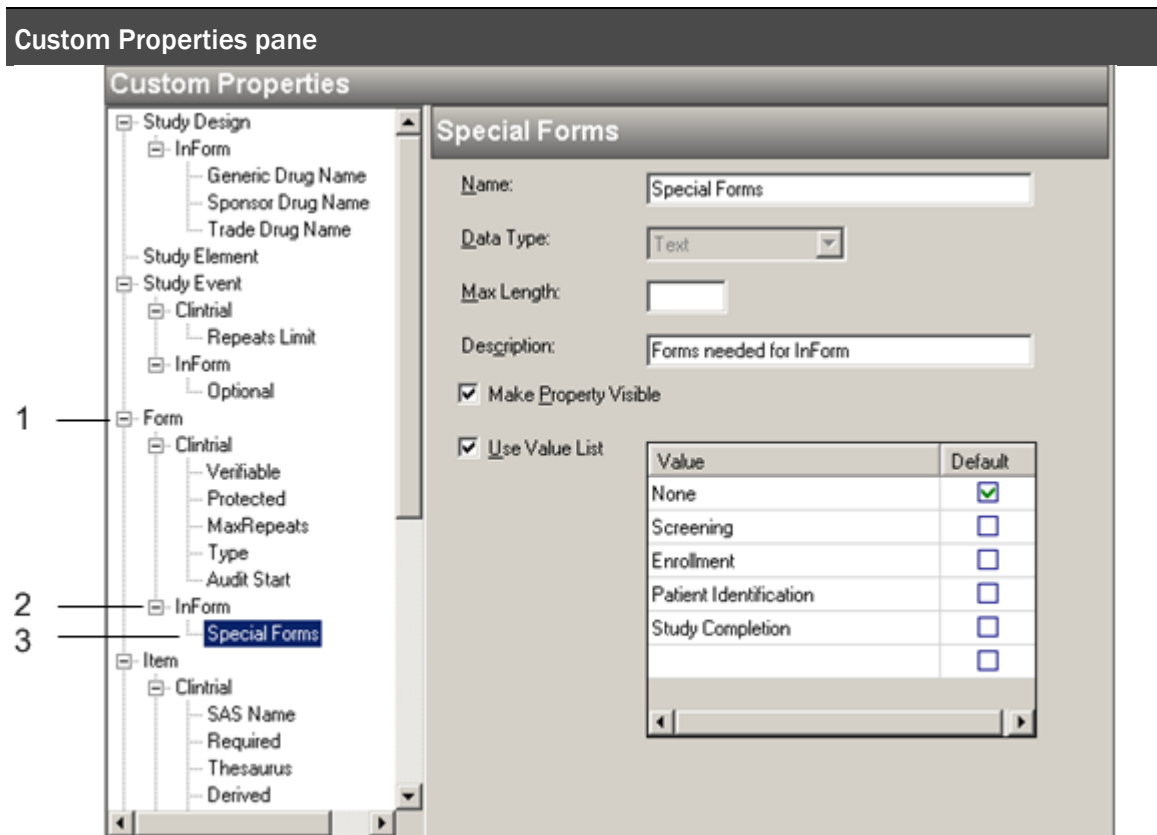 Custom Properties pane
Custom Properties
Study Design
InForm
Generic Drug Name
Sponsor Drug Name
Trade Drug Name
Study Element
Study Event
Clintrial
Repeats Limit
InForm
Optional
1
Form
Clintrial
Verifiable
Protected
MaxRepeats
Type
Audit Start
2
InForm
3
Special Forms
Item
Clintrial
SAS Name
Required
Thesaurus
Derived
Special Forms
Name: Special Forms
Data Type: Text
Max Length:
Description: Forms needed for InForm
Make Property Visible
Use Value List
Value Default
None
Screening
Enrollment
Patient Identification
Study Completion